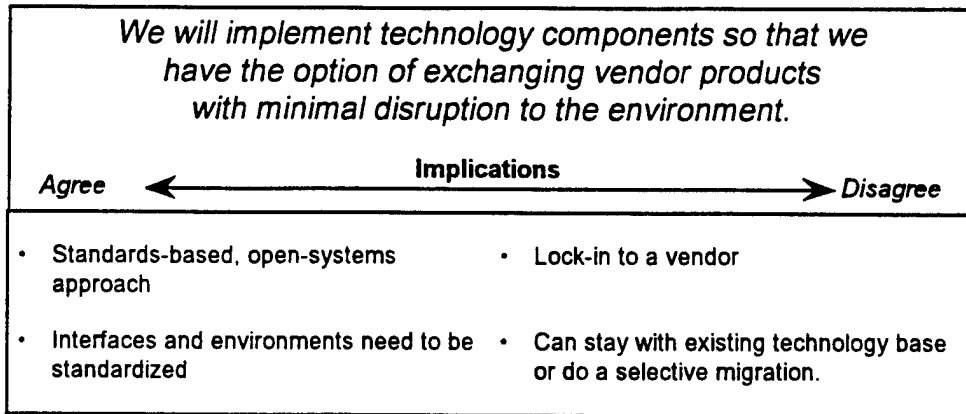 We will implement technology components so that we
have the option of exchanging vendor products
with minimal disruption to the environment.
Implications
Agree
Disagree
• Standards-based, open-systems
approach
• Interfaces and environments need to be
standardized
• Lock-in to a vendor
• Can stay with existing technology base
or do a selective migration.